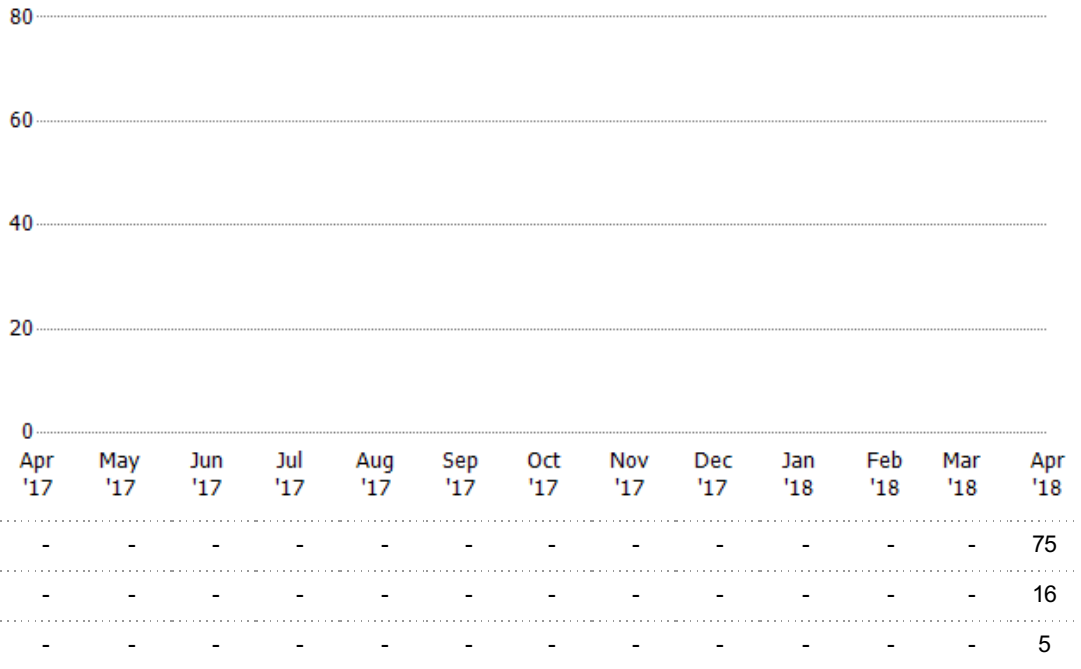 80
60
40
20
0
Apr May Jun Jul Aug Sep Oct Nov Dec Jan Feb Mar Apr
'17 '17 '17 '17 '17 '17 '17 '17 '17 '18 '18 '18 '18
- - - - - - - - - - - - 75
- - - - - - - - - - - - 16
- - - - - - - - - - - - 5